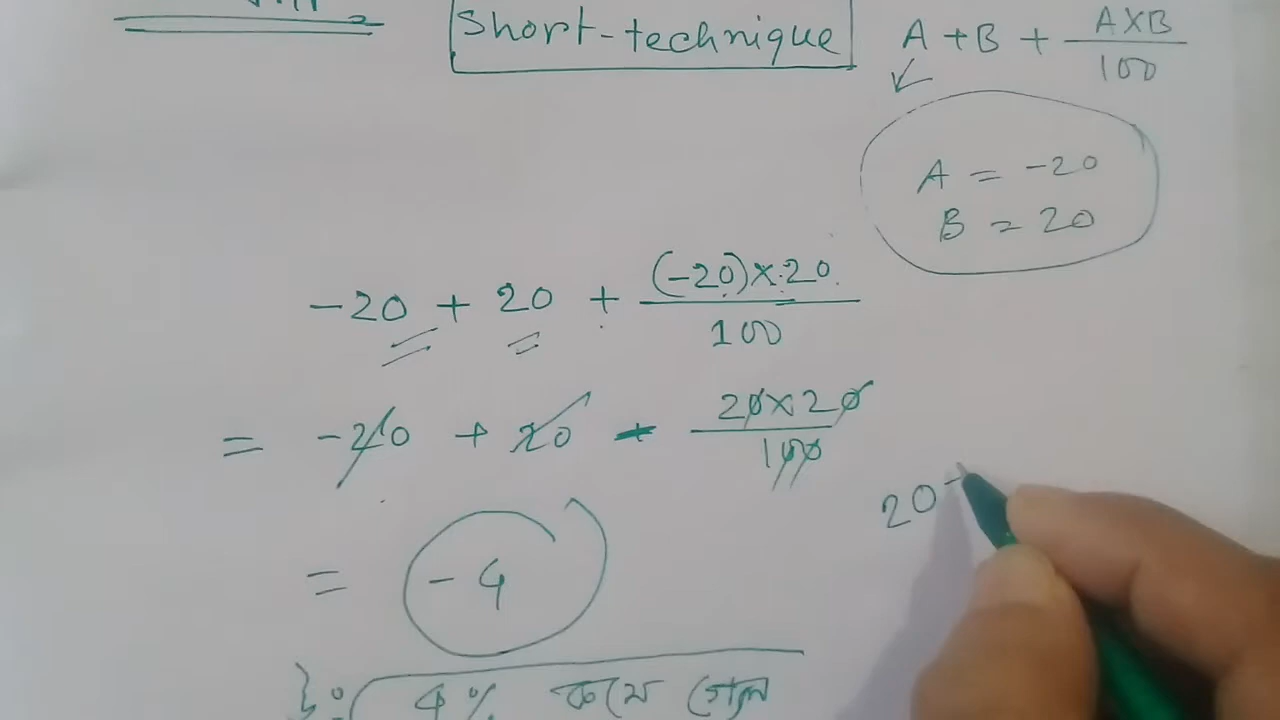 Short-technique A + B + A×B/100
A = -20
B = 20
-20 + 20 + (-20)×20/100
= -20 + 20 - 20×20/100
20
= -4
∴ 4% কমে গেল